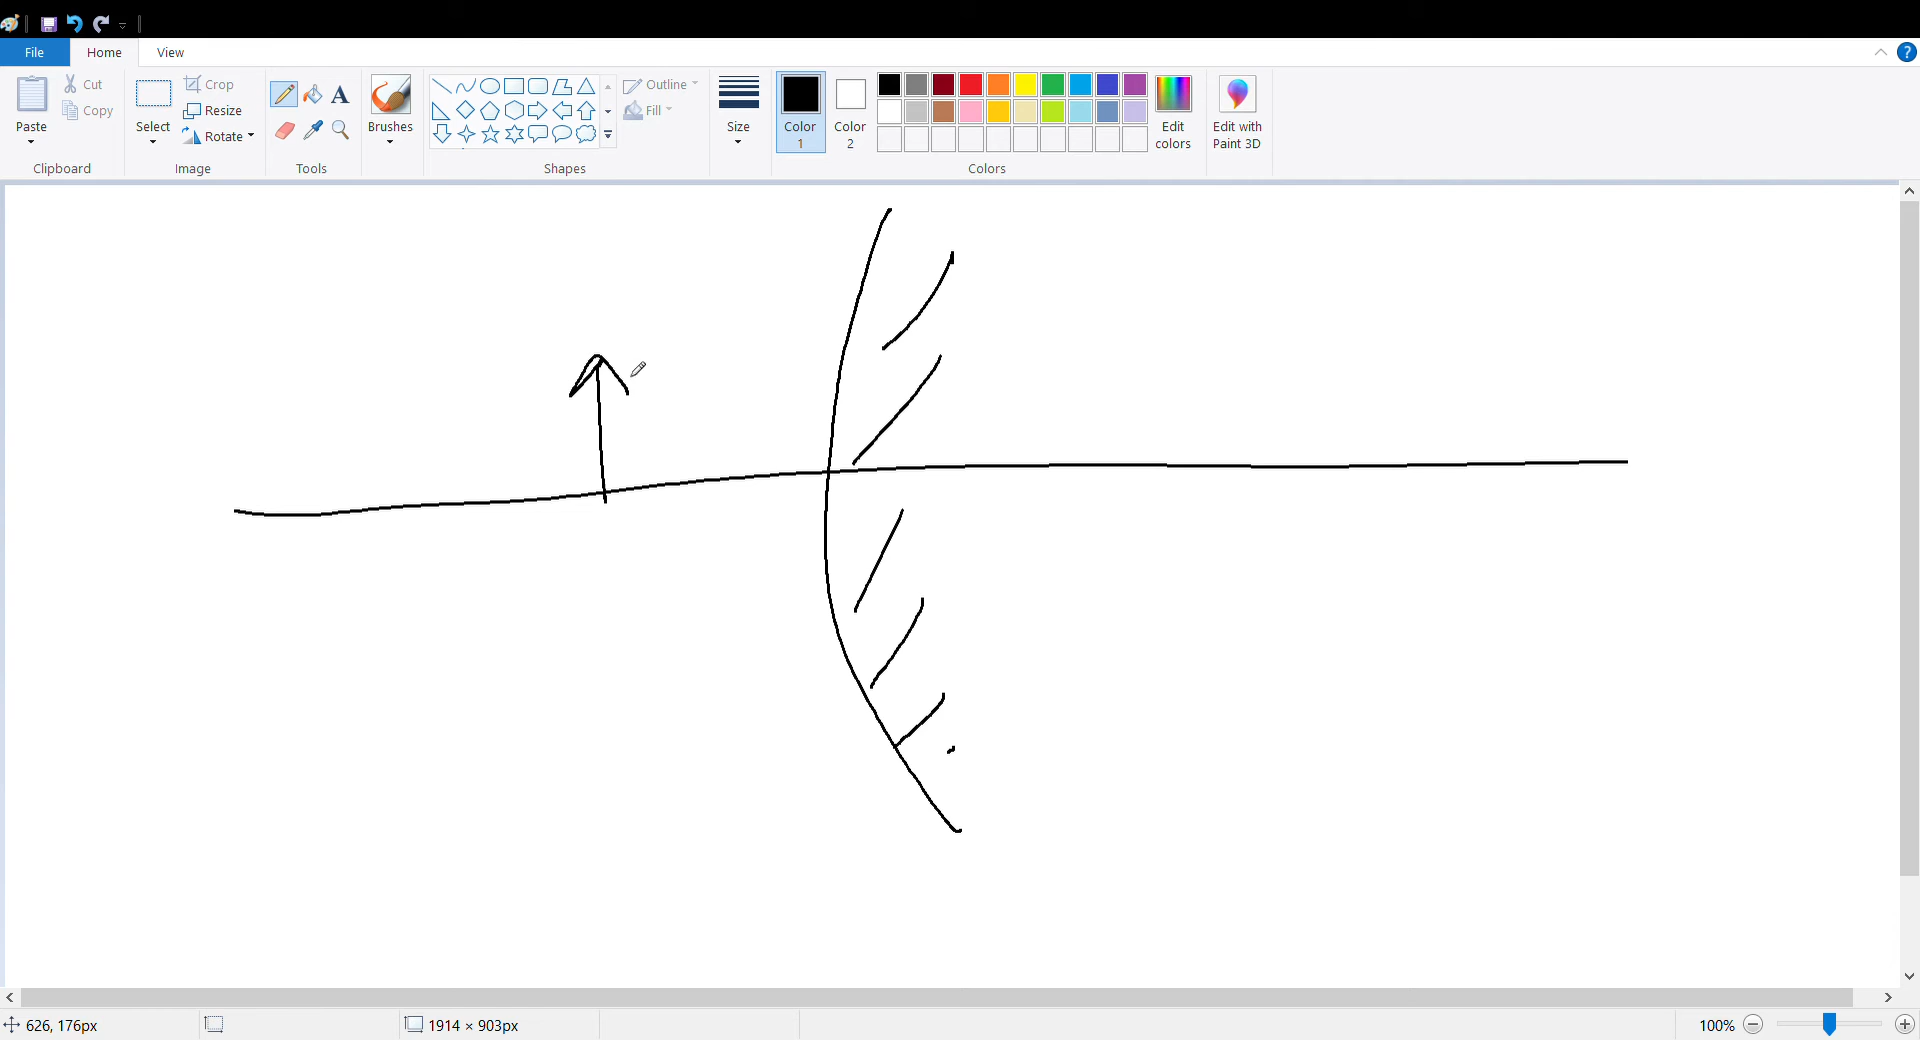 File Home View
Paste
Cut
Copy
Clipboard
Select
Crop
Resize
Rotate
Image
Tools
Brushes
Shapes
Outline
Fill
Size
Color
1
Color
2
Edit
colors
Colors
Edit with
Paint 3D
626, 176px 1914 × 903px 100%